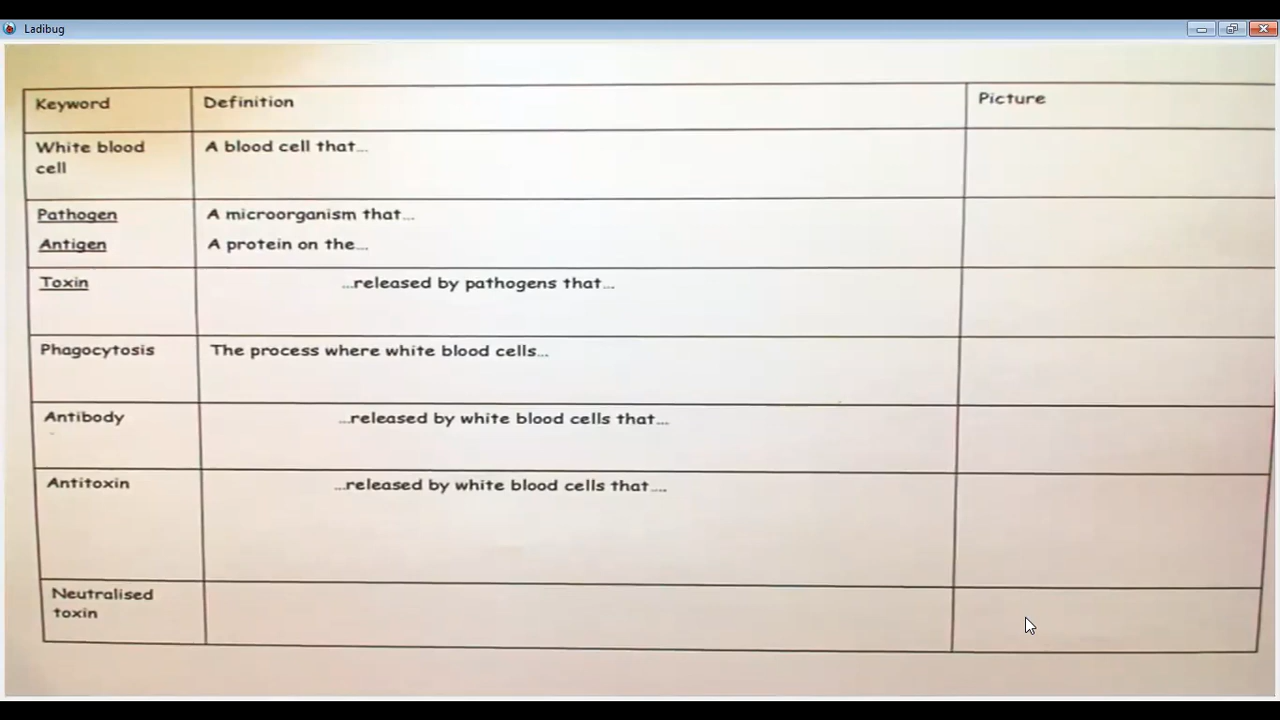 Ladibug
Keyword Definition Picture
White blood A blood cell that...
cell
Pathogen A microorganism that...
Antigen A protein on the...
Toxin ...released by pathogens that...
Phagocytosis The process where white blood cells...
Antibody ...released by white blood cells that...
Antitoxin ...released by white blood cells that....
Neutralised
toxin